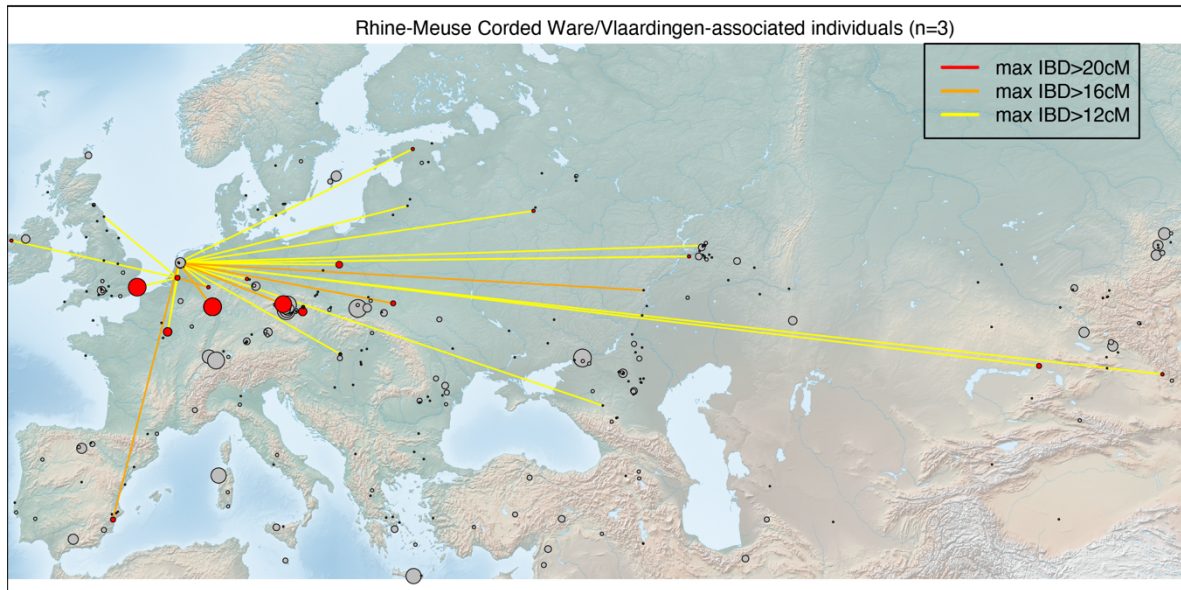 Rhine-Meuse Corded Ware/Vlaardingen-associated individuals (n=3)
max IBD>20cM
max IBD>16cM
max IBD>12cM